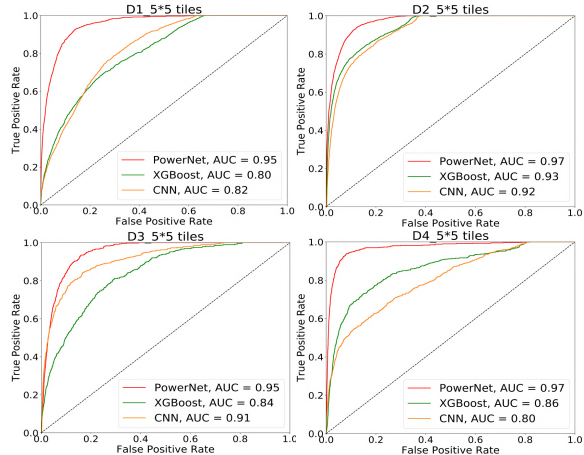 D1_5*5 tiles
1.0
0.8
0.6
0.4
0.2
0.0
True Positive Rate
PowerNet, AUC = 0.95
XGBoost, AUC = 0.80
CNN, AUC = 0.82
0.0 0.2 0.4 0.6 0.8 1.0
False Positive Rate
D2_5*5 tiles
1.0
0.8
0.6
0.4
0.2
0.0
True Positive Rate
PowerNet, AUC = 0.97
XGBoost, AUC = 0.93
CNN, AUC = 0.92
0.0 0.2 0.4 0.6 0.8 1.0
False Positive Rate
D3_5*5 tiles
1.0
0.8
0.6
0.4
0.2
0.0
True Positive Rate
PowerNet, AUC = 0.95
XGBoost, AUC = 0.84
CNN, AUC = 0.91
0.0 0.2 0.4 0.6 0.8 1.0
False Positive Rate
D4_5*5 tiles
1.0
0.8
0.6
0.4
0.2
0.0
True Positive Rate
PowerNet, AUC = 0.97
XGBoost, AUC = 0.86
CNN, AUC = 0.80
0.0 0.2 0.4 0.6 0.8 1.0
False Positive Rate